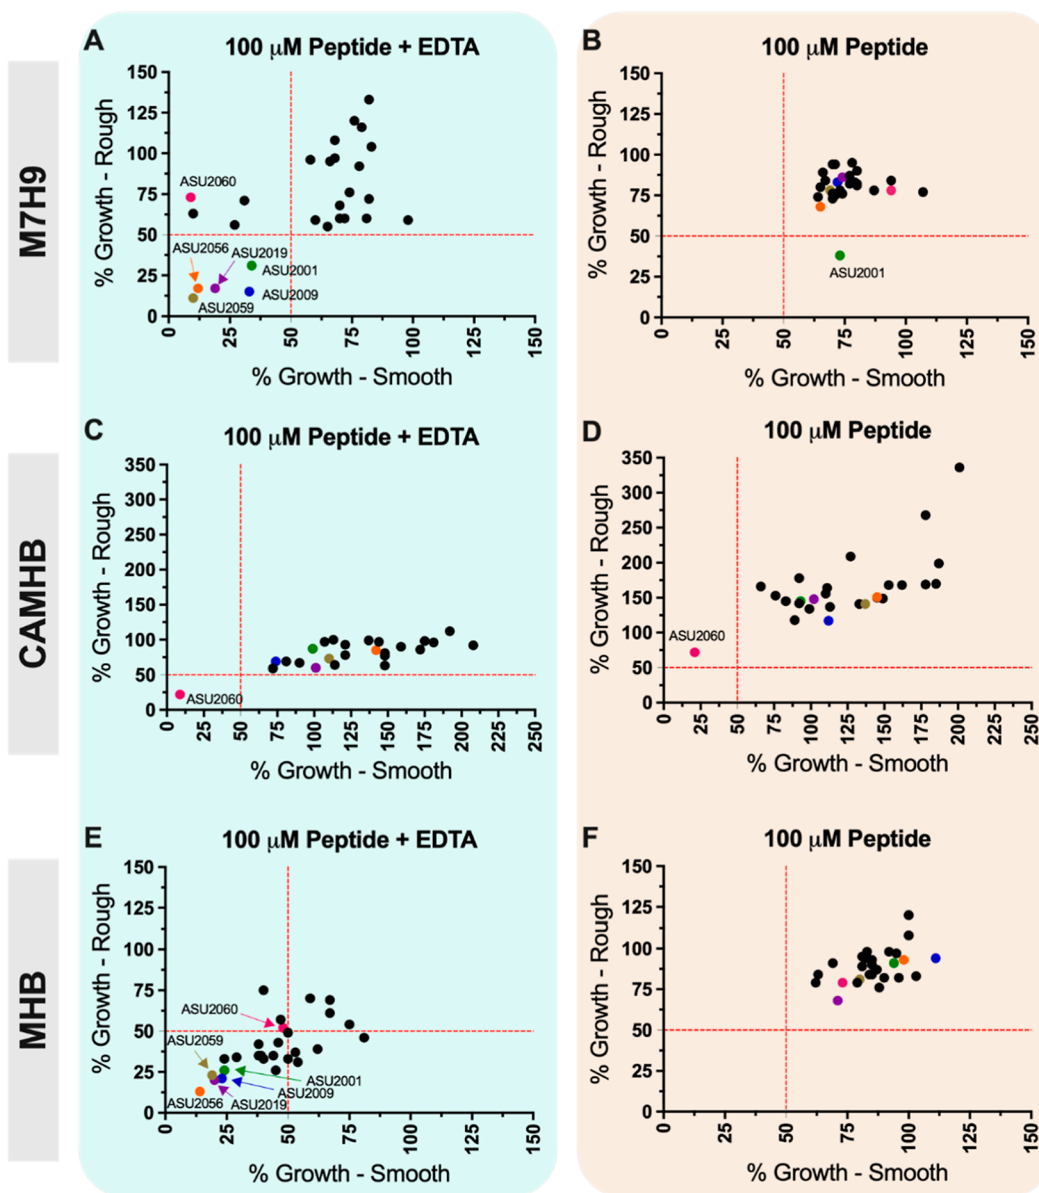 A
100 μM Peptide + EDTA
M7H9
% Growth - Rough
150
125
100
75
50
25
0
ASU2060
ASU2056
ASU2019
ASU2001
ASU2009
ASU2059
0 25 50 75 100 125 150
% Growth - Smooth
B
100 μM Peptide
% Growth - Rough
150
100
50
0
ASU2001
0 25 50 75 100 125 150
% Growth - Smooth
C
100 μM Peptide + EDTA
CAMHB
% Growth - Rough
350
300
250
200
150
100
50
0
ASU2060
0 25 50 75 100 125 150 175 200 225 250
% Growth - Smooth
D
100 μM Peptide
% Growth - Rough
350
300
250
200
150
100
50
0
ASU2060
0 25 50 75 100 125 150 175 200 225 250
% Growth - Smooth
E
100 μM Peptide + EDTA
MHB
% Growth - Rough
150
125
100
75
50
25
0
ASU2060
ASU2059
ASU2001
ASU2009
ASU2056
ASU2019
0 25 50 75 100 125 150
% Growth - Smooth
F
100 μM Peptide
% Growth - Rough
150
125
100
75
50
25
0
0 25 50 75 100 125 150
% Growth - Smooth